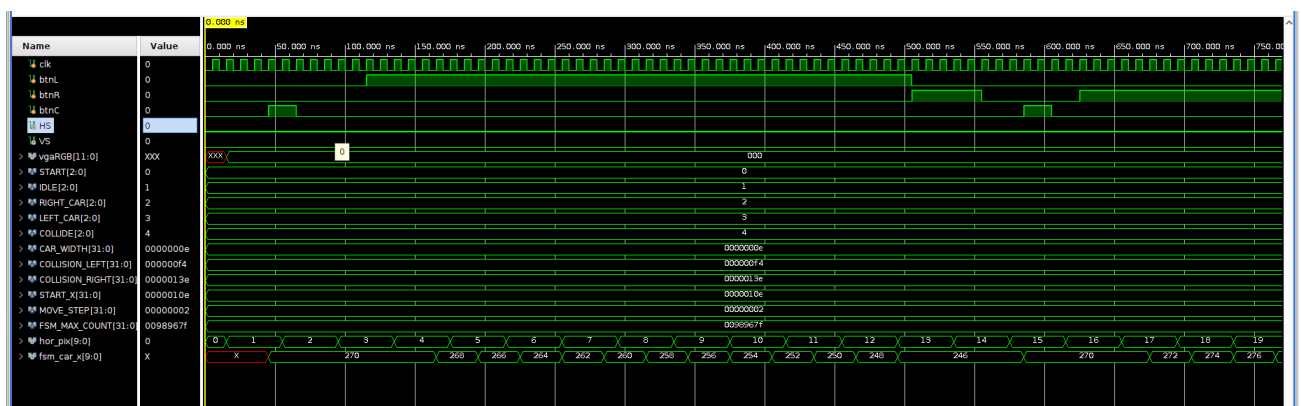 0.000 ns
Name Value 0.000 ns 50.000 ns 100.000 ns 150.000 ns 200.000 ns 250.000 ns 300.000 ns 350.000 ns 400.000 ns 450.000 ns 500.000 ns 550.000 ns 600.000 ns 650.000 ns 700.000 ns 750.00
clk 0
btnL 0
btnR 0
btnC 0
HS 0
VS 0
0
> vgaRGB[11:0] XXX XXX 000
> START[2:0] 0 0
> IDLE[2:0] 1 1
> RIGHT_CAR[2:0] 2 2
> LEFT_CAR[2:0] 3 3
> COLLIDE[2:0] 4 4
> CAR_WIDTH[31:0] 0000000e 0000000e
> COLLISION_LEFT[31:0] 000000f4 000000f4
> COLLISION_RIGHT[31:0] 0000013e 0000013e
> START_X[31:0] 0000010e 0000010e
> MOVE_STEP[31:0] 00000002 00000002
> FSM_MAX_COUNT[31:0] 0098967f 0098967f
> hor_pix[9:0] 0 0 1 2 3 4 5 6 7 8 9 10 11 12 13 14 15 16 17 18 19
> fsm_car_x[9:0] X X 270 268 266 264 262 260 258 256 254 252 250 248 246 270 272 274 276